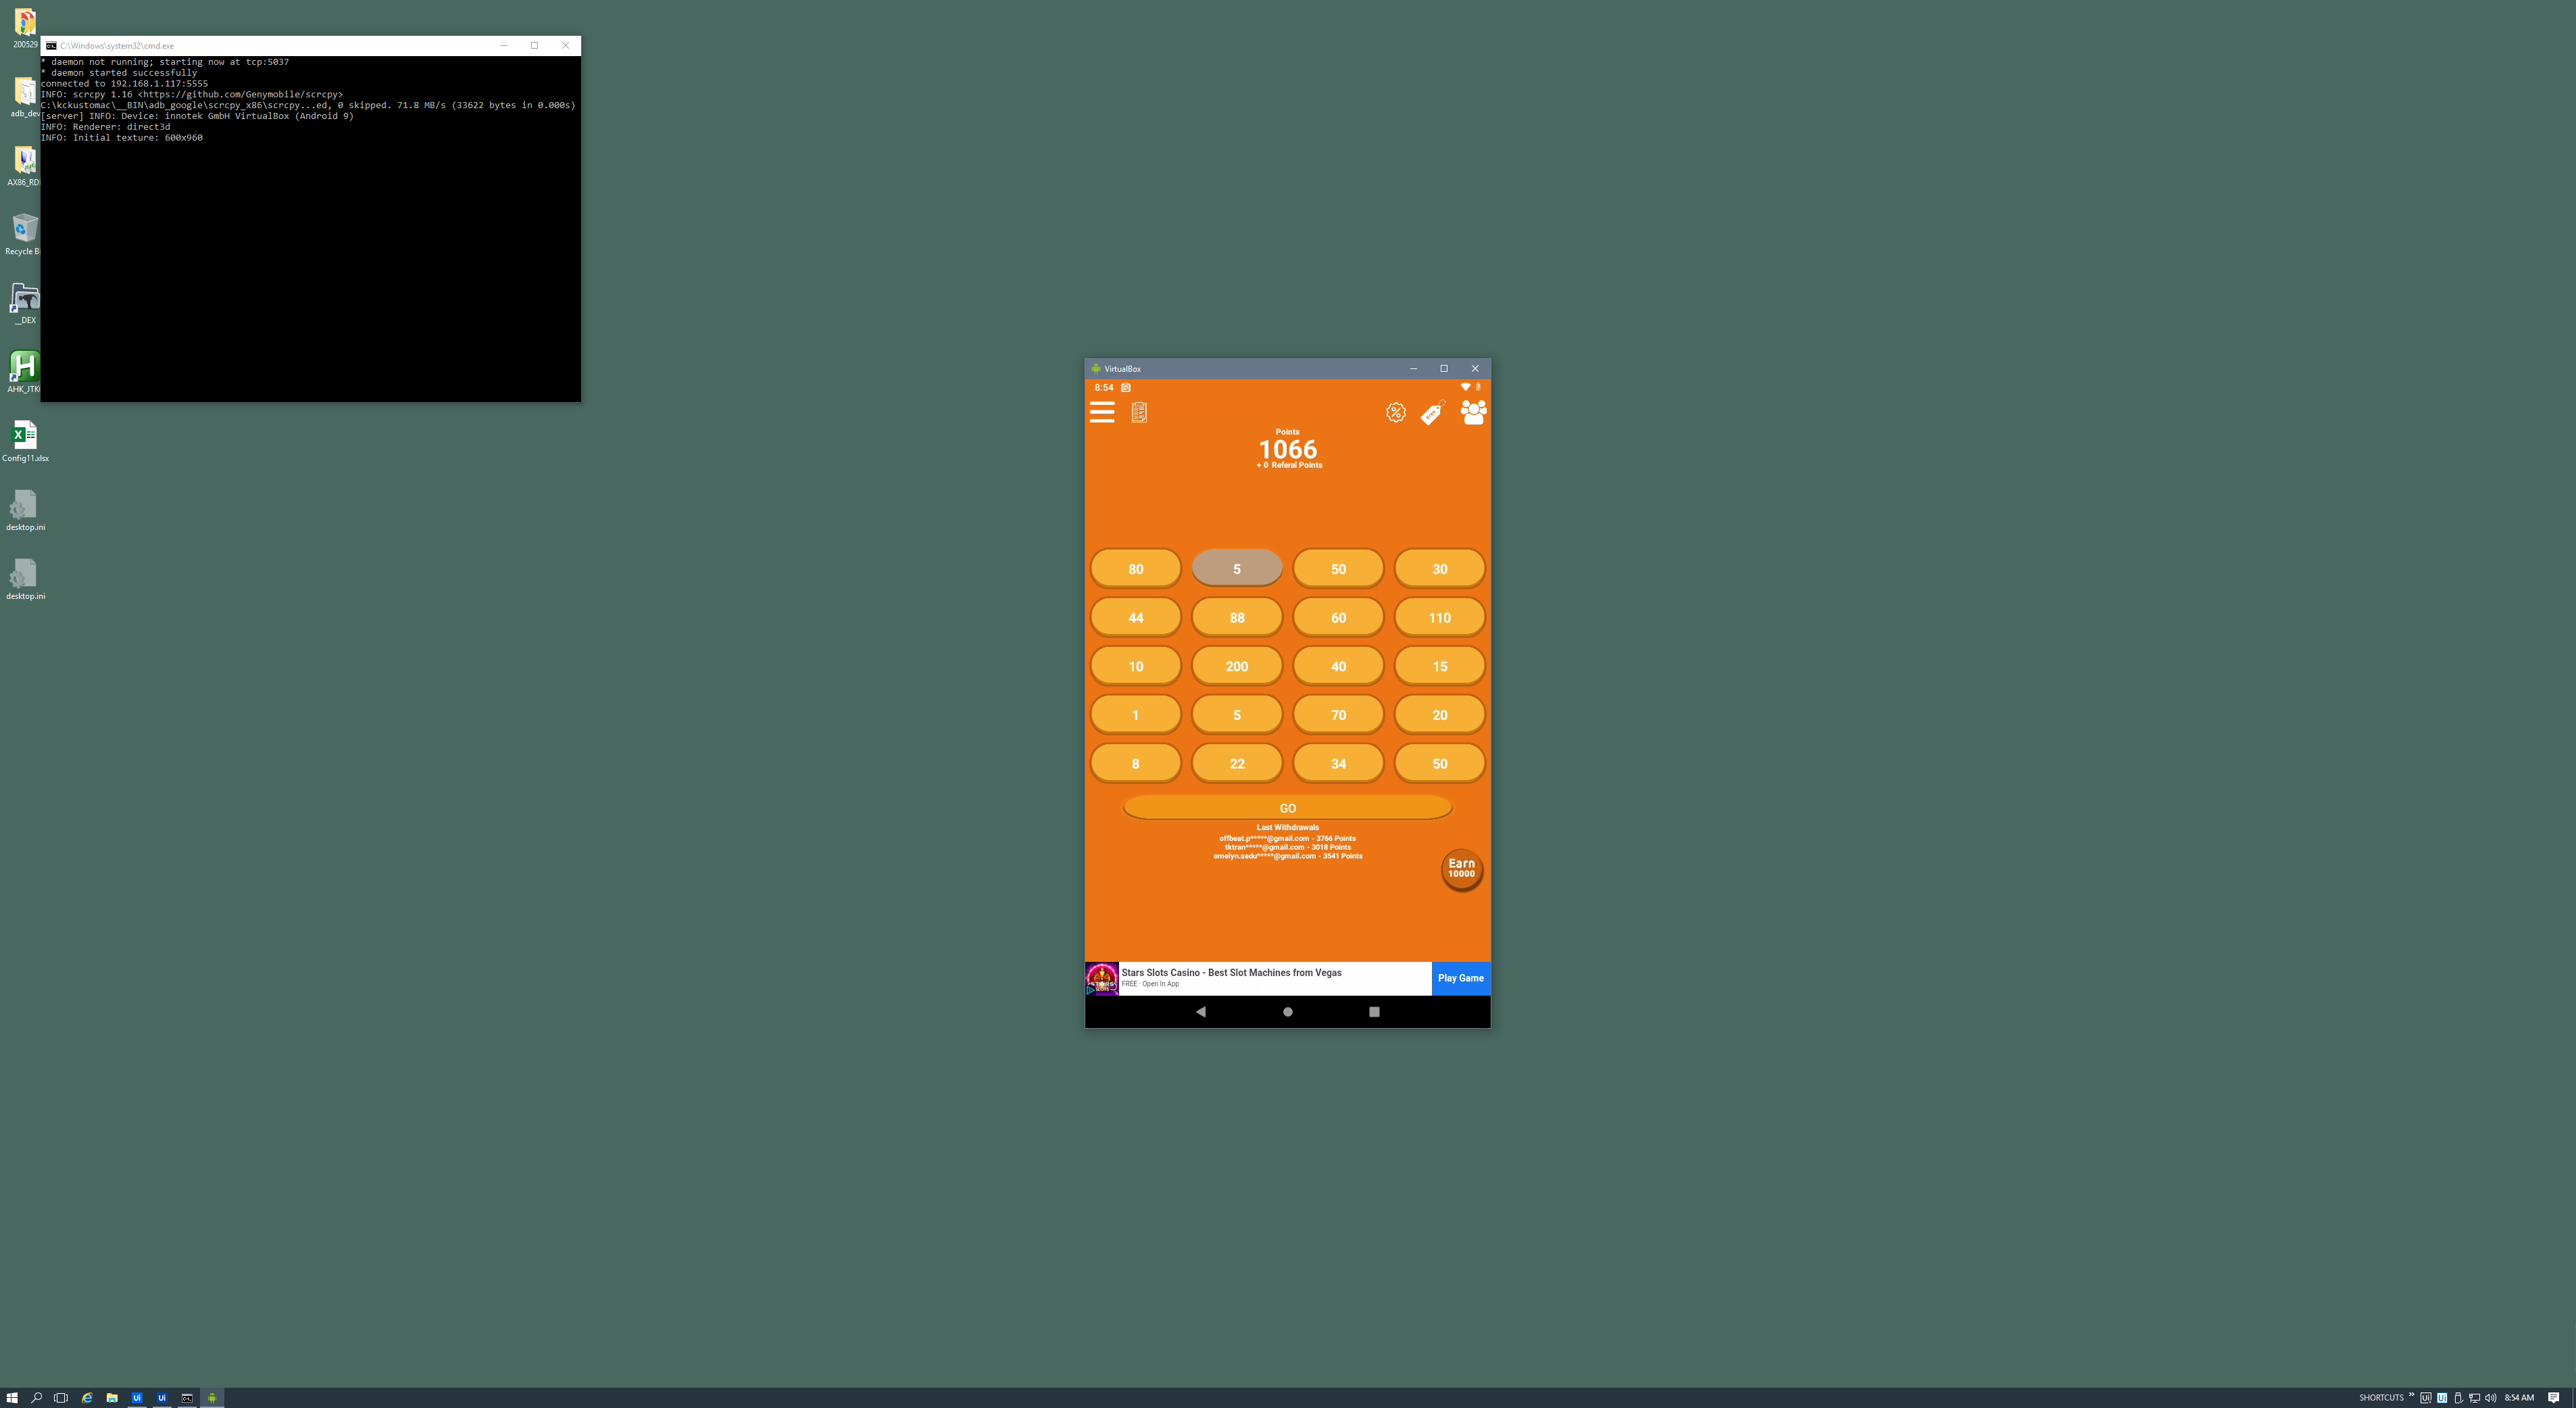 200529
adb_dev
AX86_RD
Recycle B
__DEX
AHK_JTK
Config11.xlsx
desktop.ini
desktop.ini
C:\Windows\system32\cmd.exe
* daemon not running; starting now at tcp:5037
* daemon started successfully
connected to 192.168.1.117:5555
INFO: scrcpy 1.16 <https://github.com/Genymobile/scrcpy>
C:\kckustomac\__BIN\adb_google\scrcpy_x86\scrcpy...ed, 0 skipped. 71.8 MB/s (33622 bytes in 0.000s)
[server] INFO: Device: innotek GmbH VirtualBox (Android 9)
INFO: Renderer: direct3d
INFO: Initial texture: 600x960
VirtualBox
8:54
Points
1066
+ 0 Referal Points
80 5 50 30
44 88 60 110
10 200 40 15
1 5 70 20
8 22 34 50
GO
Last Withdrawals
offbeat.p*****@gmail.com - 3766 Points
tktran*****@gmail.com - 3018 Points
emelyn.sedu*****@gmail.com - 3541 Points
Earn
10000
Stars Slots Casino - Best Slot Machines from Vegas
FREE · Open In App
Play Game
SHORTCUTS
8:54 AM